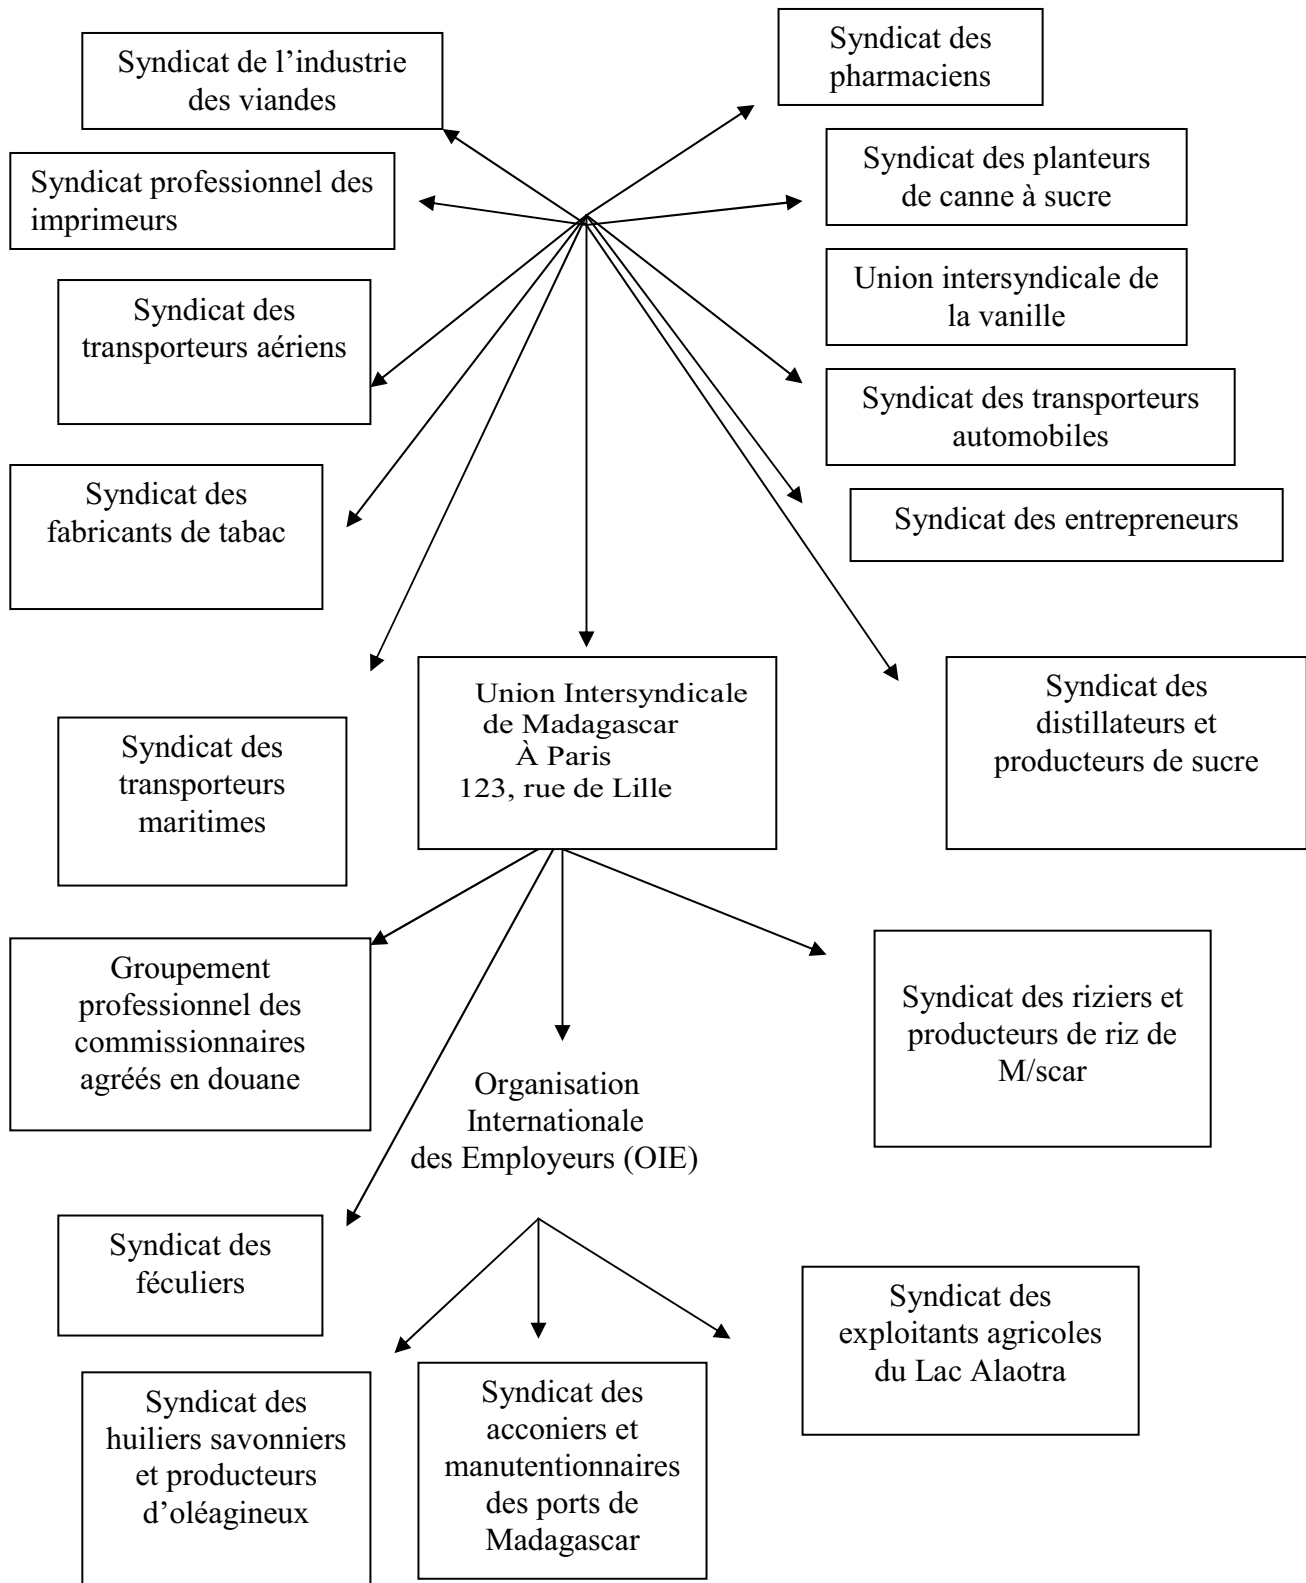 Syndicat de l’industrie
des viandes
Syndicat des
pharmaciens
Syndicat professionnel des
imprimeurs
Syndicat des planteurs
de canne à sucre
Syndicat des
transporteurs aériens
Union intersyndicale de
la vanille
Syndicat des transporteurs
automobiles
Syndicat des
fabricants de tabac
Syndicat des entrepreneurs
Syndicat des
transporteurs
maritimes
Union Intersyndicale
de Madagascar
À Paris
123, rue de Lille
Syndicat des
distillateurs et
producteurs de sucre
Groupement
professionnel des
commissionnaires
agréés en douane
Organisation
Internationale
des Employeurs (OIE)
Syndicat des riziers et
producteurs de riz de
M/scar
Syndicat des
féculiers
Syndicat des
exploitants agricoles
du Lac Alaotra
Syndicat des
huiliers savonniers
et producteurs
d’oléagineux
Syndicat des
acconiers et
manutentionnaires
des ports de
Madagascar